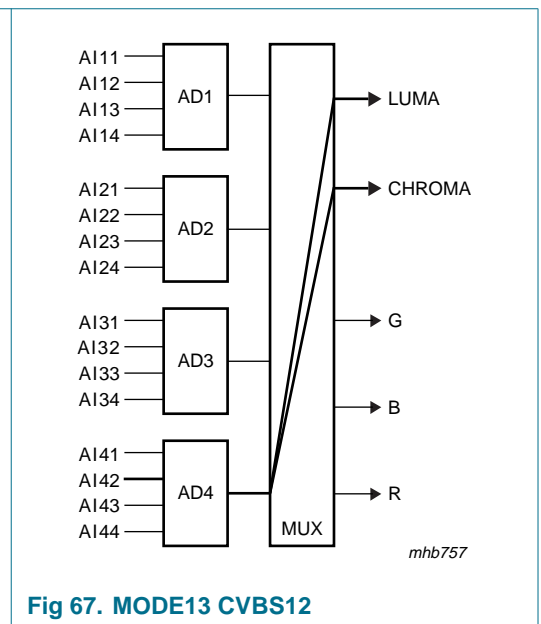 AI11
AI12
AI13
AI14
AD1
LUMA
AI21
AI22
AI23
AI24
AD2
CHROMA
AI31
AI32
AI33
AI34
AD3
G
B
AI41
AI42
AI43
AI44
AD4
MUX
R
mhb757
Fig 67. MODE13 CVBS12